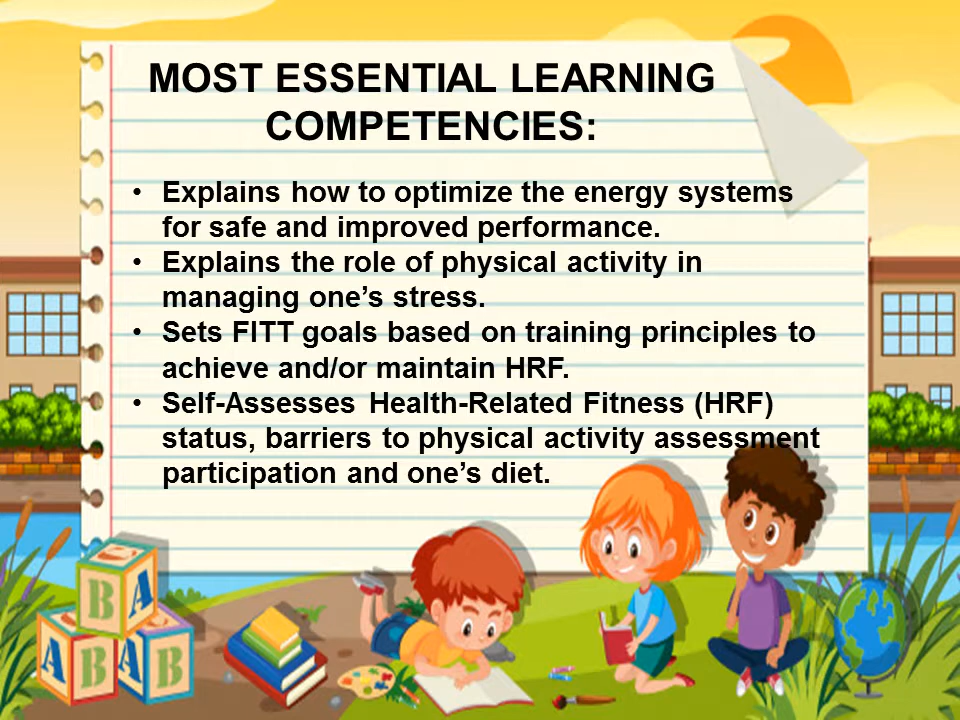 MOST ESSENTIAL LEARNING
COMPETENCIES:
• Explains how to optimize the energy systems
for safe and improved performance.
• Explains the role of physical activity in
managing one’s stress.
• Sets FITT goals based on training principles to
achieve and/or maintain HRF.
• Self-Assesses Health-Related Fitness (HRF)
status, barriers to physical activity assessment
participation and one’s diet.
B A
A B A B